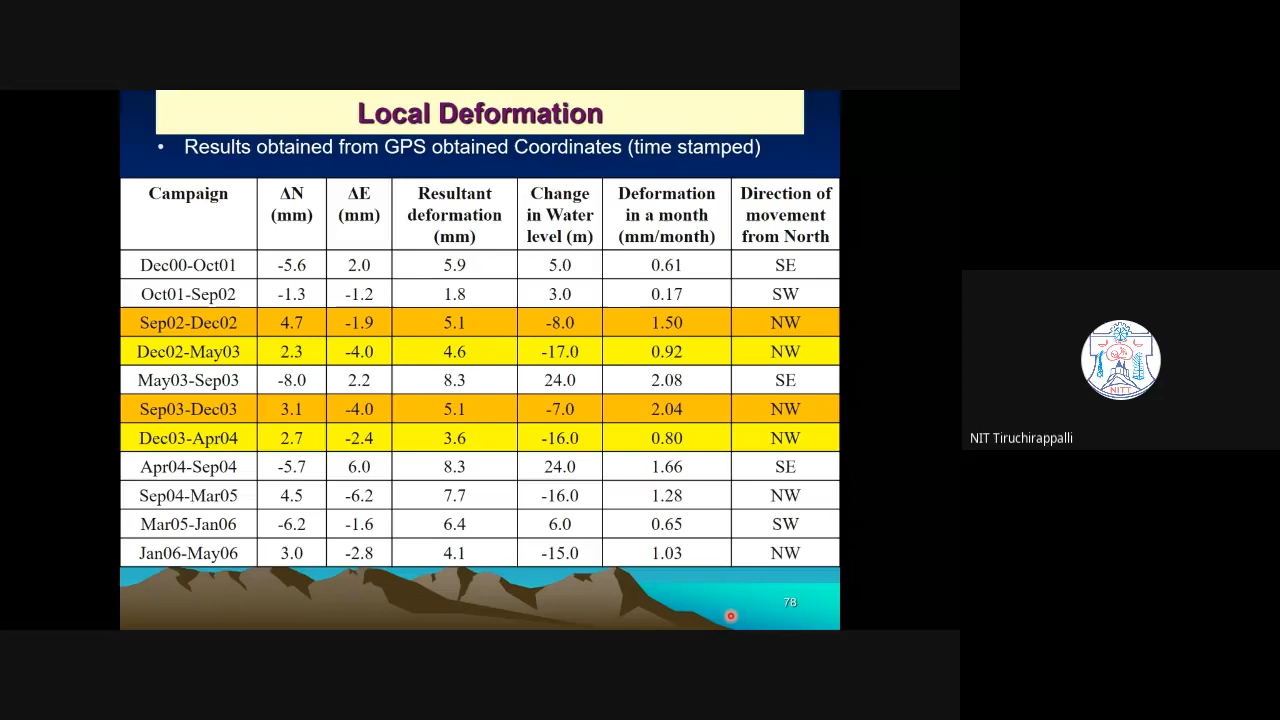 Local Deformation
• Results obtained from GPS obtained Coordinates (time stamped)
Campaign ΔN (mm) ΔE (mm) Resultant deformation (mm) Change in Water level (m) Deformation in a month (mm/month) Direction of movement from North
Dec00-Oct01 -5.6 2.0 5.9 5.0 0.61 SE
Oct01-Sep02 -1.3 -1.2 1.8 3.0 0.17 SW
Sep02-Dec02 4.7 -1.9 5.1 -8.0 1.50 NW
Dec02-May03 2.3 -4.0 4.6 -17.0 0.92 NW
May03-Sep03 -8.0 2.2 8.3 24.0 2.08 SE
Sep03-Dec03 3.1 -4.0 5.1 -7.0 2.04 NW
Dec03-Apr04 2.7 -2.4 3.6 -16.0 0.80 NW
Apr04-Sep04 -5.7 6.0 8.3 24.0 1.66 SE
Sep04-Mar05 4.5 -6.2 7.7 -16.0 1.28 NW
Mar05-Jan06 -6.2 -1.6 6.4 6.0 0.65 SW
Jan06-May06 3.0 -2.8 4.1 -15.0 1.03 NW
78
NITT
NIT Tiruchirappalli